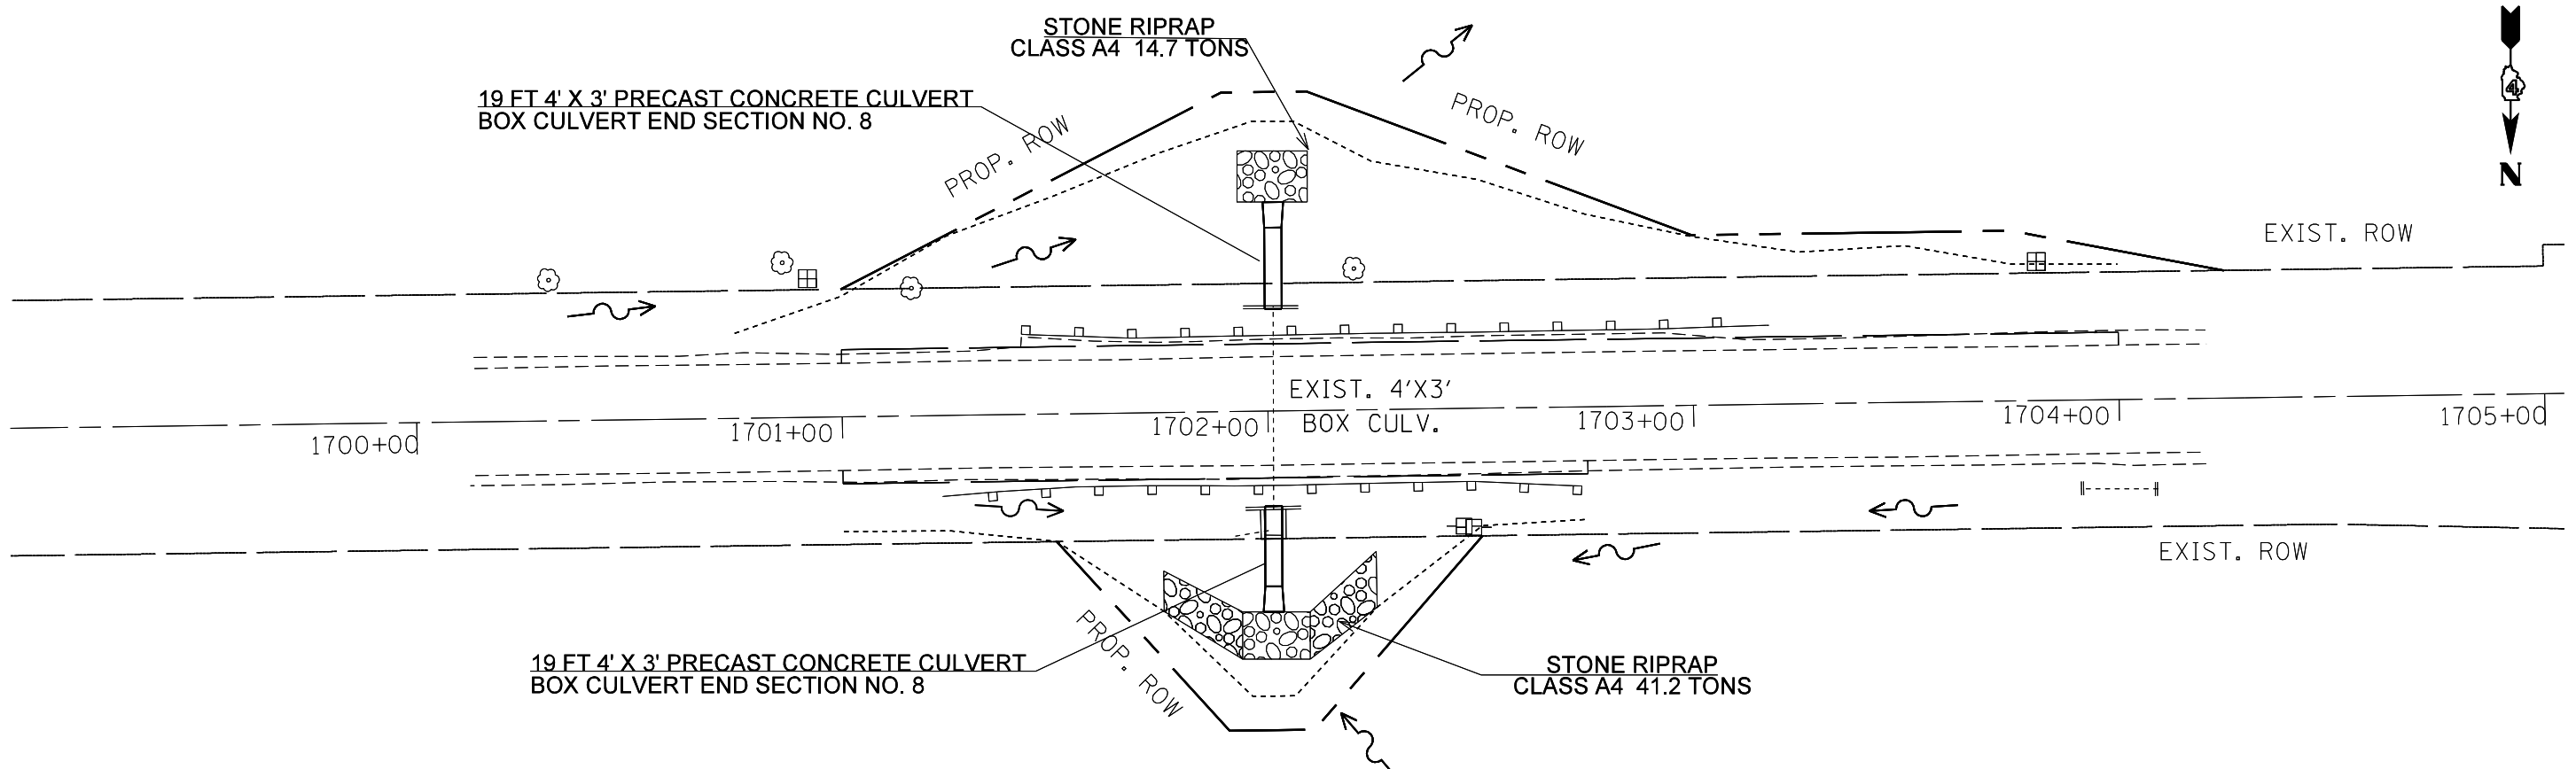 STONE RIPRAP
CLASS A4 14.7 TONS
19 FT 4' X 3' PRECAST CONCRETE CULVERT
BOX CULVERT END SECTION NO. 8
PROP. ROW
PROP. ROW
4
N
EXIST. ROW
EXIST. 4'X3'
BOX CULV.
1700+00
1701+00
1702+00
1703+00
1704+00
1705+00
EXIST. ROW
PROP. ROW
19 FT 4' X 3' PRECAST CONCRETE CULVERT
BOX CULVERT END SECTION NO. 8
STONE RIPRAP
CLASS A4 41.2 TONS